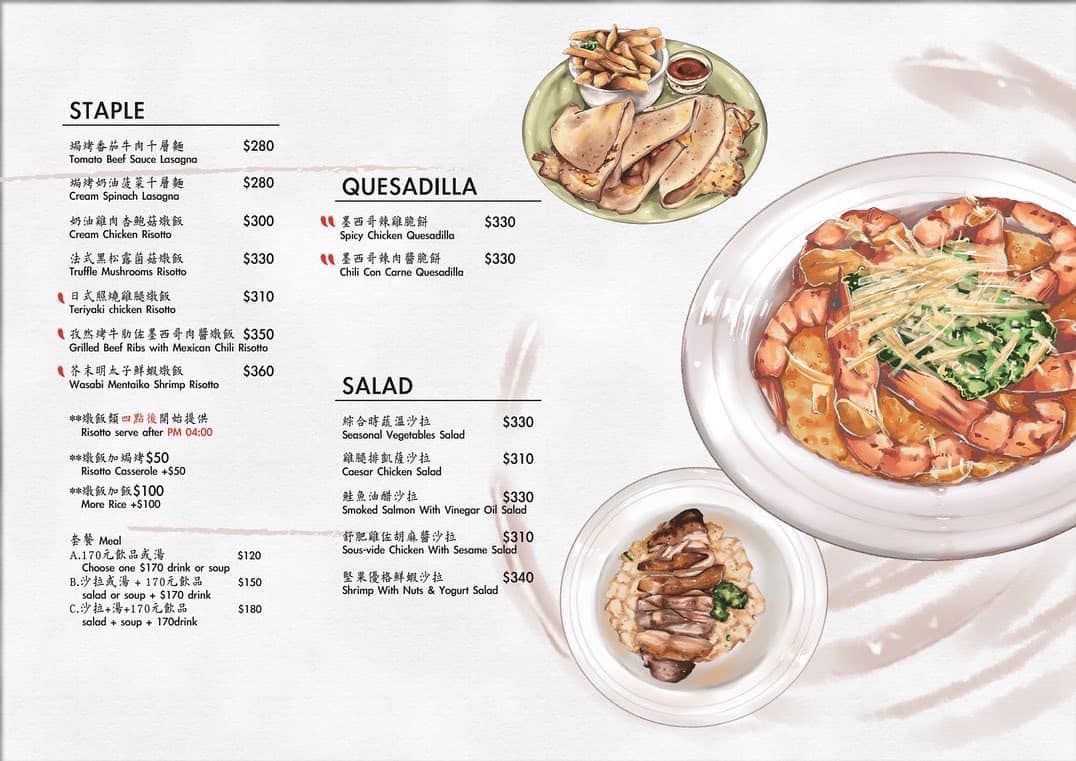 STAPLE
焗烤番茄牛肉千層麵 $280
Tomato Beef Sauce Lasagna
焗烤奶油菠菜千層麵 $280
Cream Spinach Lasagna
奶油雞肉杏鮑菇燉飯 $300
Cream Chicken Risotto
法式黑松露菌菇燉飯 $330
Truffle Mushrooms Risotto
日式照燒雞腿燉飯 $310
Teriyaki chicken Risotto
孜然烤牛肋佐墨西哥肉醬燉飯 $350
Grilled Beef Ribs with Mexican Chili Risotto
芥末明太子鮮蝦燉飯 $360
Wasabi Mentaiko Shrimp Risotto
**燉飯類四點後開始提供
Risotto serve after PM 04:00
**燉飯加焗烤$50
Risotto Casserole +$50
**燉飯加飯$100
More Rice +$100
套餐 Meal
A.170元飲品或湯 $120
Choose one $170 drink or soup
B.沙拉或湯 + 170元飲品 $150
salad or soup + $170 drink
C.沙拉+湯+170元飲品 $180
salad + soup + 170drink
QUESADILLA
墨西哥辣雞脆餅 $330
Spicy Chicken Quesadilla
墨西哥辣肉醬脆餅 $330
Chili Con Carne Quesadilla
SALAD
綜合時蔬溫沙拉 $330
Seasonal Vegetables Salad
雞腿排凱薩沙拉 $310
Caesar Chicken Salad
鮭魚油醋沙拉 $330
Smoked Salmon With Vinegar Oil Salad
舒肥雞佐胡麻醬沙拉 $310
Sous-vide Chicken With Sesame Salad
堅果優格鮮蝦沙拉 $340
Shrimp With Nuts & Yogurt Salad